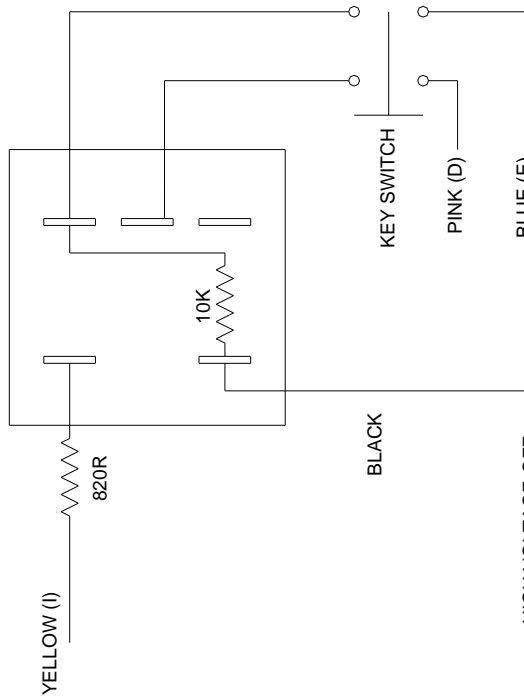 YELLOW (I)
820R
10K
BLACK
KEY SWITCH
PINK (D)